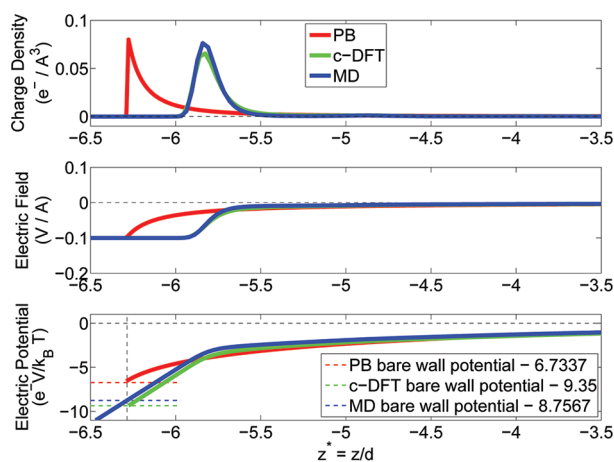 Charge Density
(e⁻ / A³)
0.1
0.05
0
PB
c-DFT
MD
−6.5 −6 −5.5 −5 −4.5 −4 −3.5
Electric Field
(V / A)
0.1
0
−0.1
0.2
−6.5 −6 −5.5 −5 −4.5 −4 −3.5
Electric Potential
(e V/k_B T)
0
−5
−10
PB bare wall potential − 6.7337
c-DFT bare wall potential − 9.35
MD bare wall potential − 8.7567
−6.5 −6 −5.5 −5 −4.5 −4 −3.5
z* = z/d